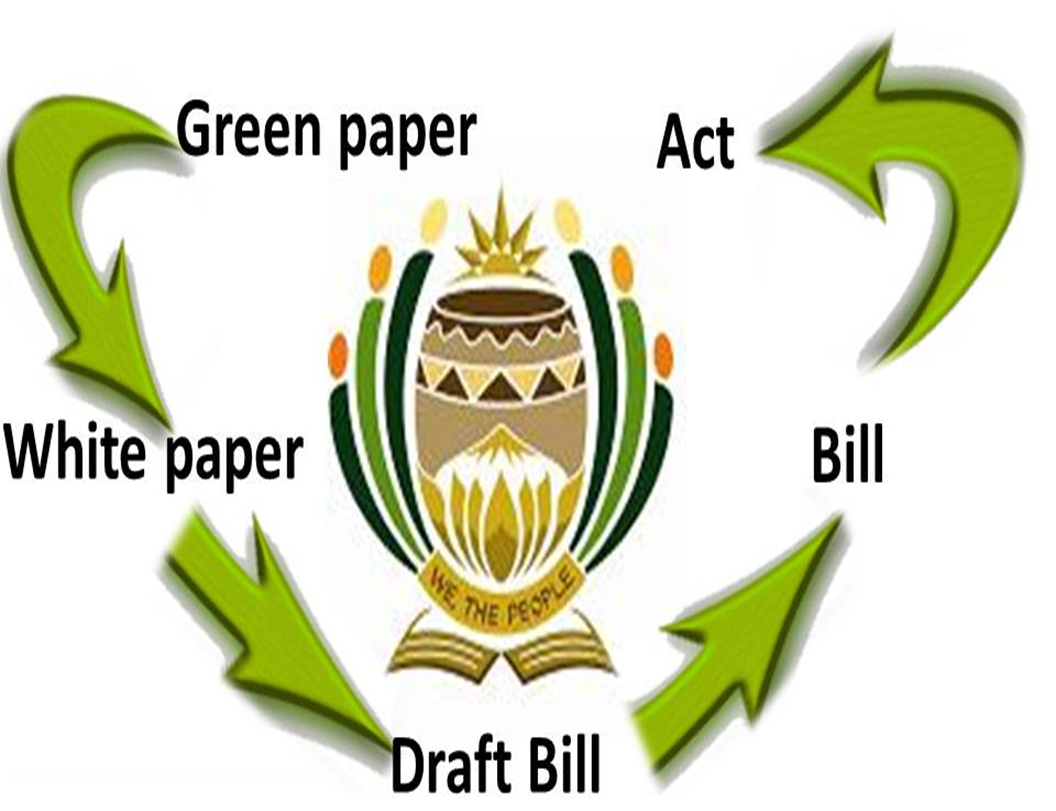 Green paper
White paper
Draft Bill
Bill
Act
WE, THE PEOPLE